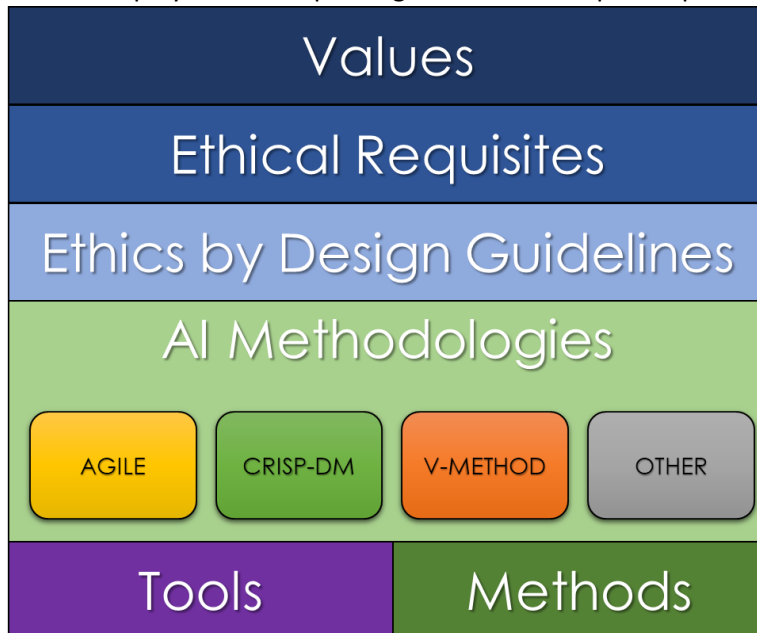 Values
Ethical Requisites
Ethics by Design Guidelines
AI Methodologies
AGILE CRISP-DM V-METHOD OTHER
Tools Methods